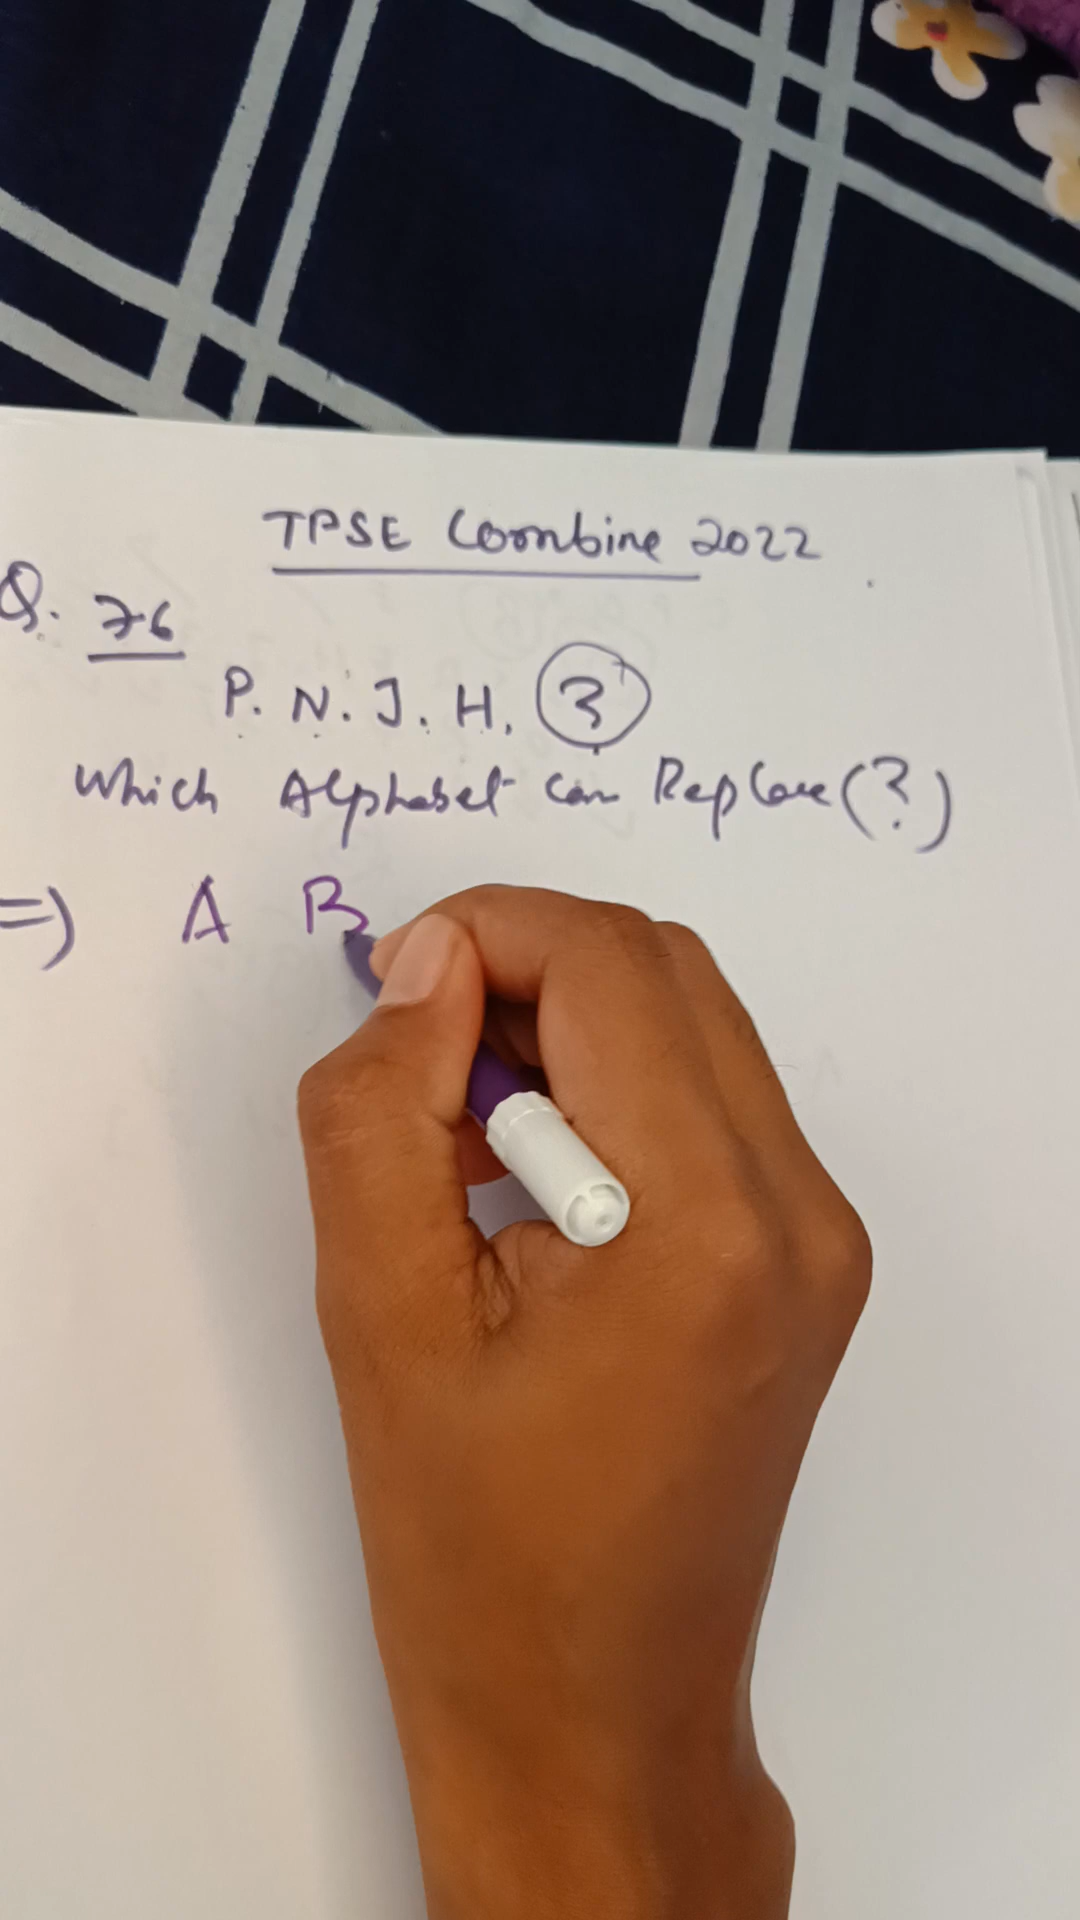 TPSE Combine 2022
Q. 76
P. N. J. H. ?
Which Alphabet can Replace (?)
=) A B